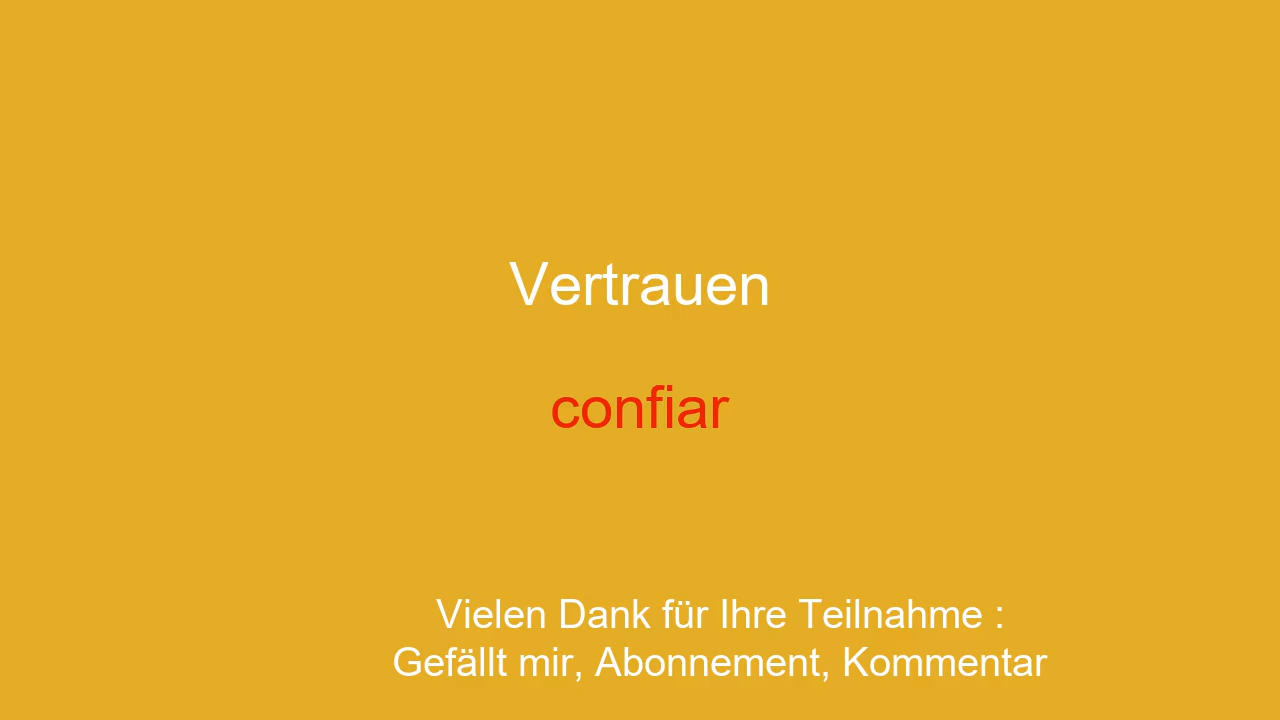 Vertrauen
confiar
Vielen Dank für Ihre Teilnahme :
Gefällt mir, Abonnement, Kommentar